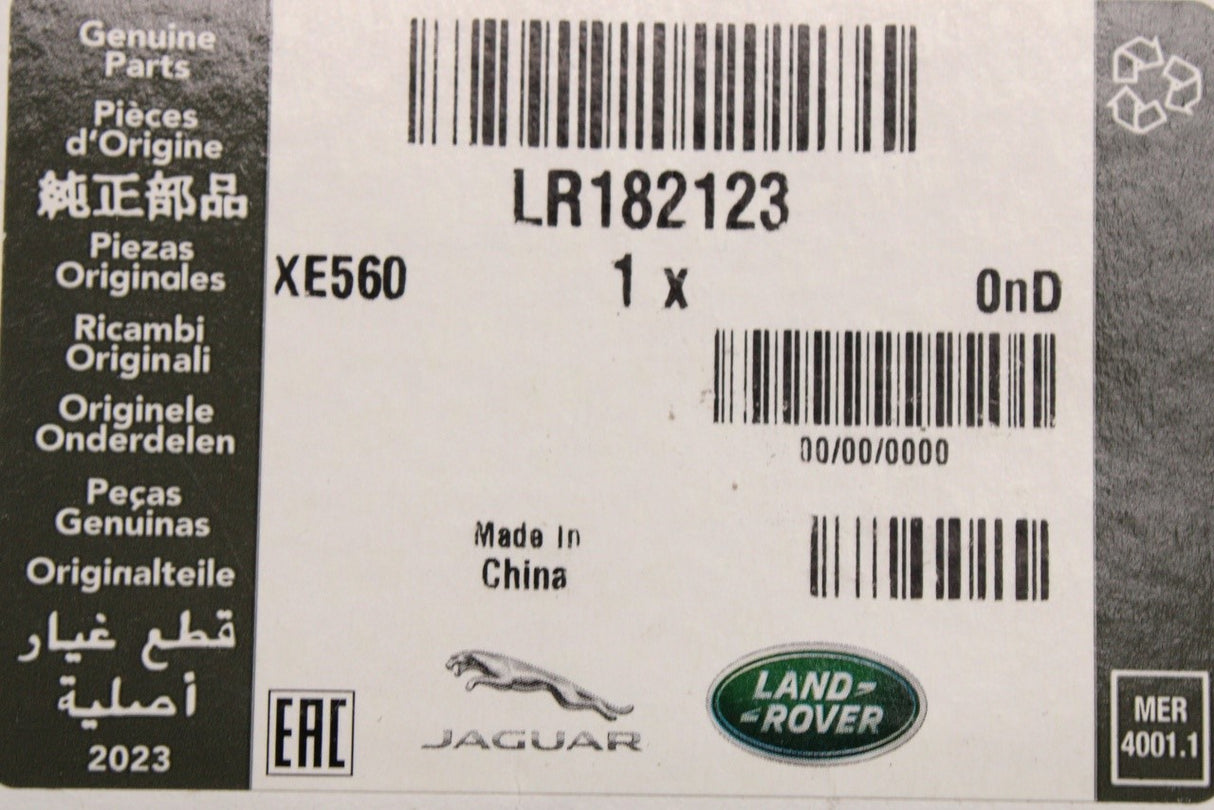 Genuine
Parts
Pièces
d'Origine
純正部品
Piezas
Originales
Ricambi
Originali
Originele
Onderdelen
Peças
Genuinas
Originalteile
قطع غيار
أصلية
2023
LR182123
XE560 1 x 0nD
00/00/0000
Made In
China
EAC
JAGUAR
LAND-
-ROVER
MER
4001.1